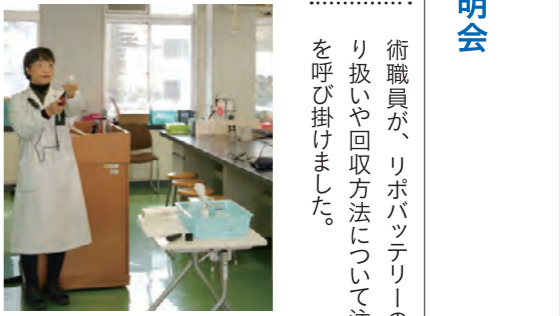 明会
術職員が、リポバッテリーの
り扱いや回収方法について注
を呼び掛けました。